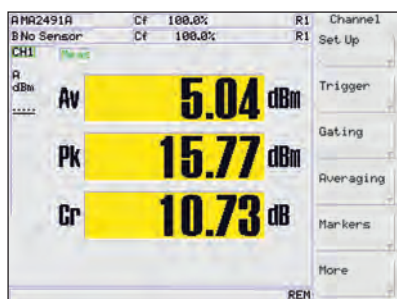 A MA2491A Cf 100.0% R1 Channel
B No Sensor Cf 100.0% R1 Set Up
CH1 Meas
A
dBm
-----
Av 5.04 dBm
Trigger
Gating
Pk 15.77 dBm
Averaging
Cr 10.73 dB
Markers
More
REM